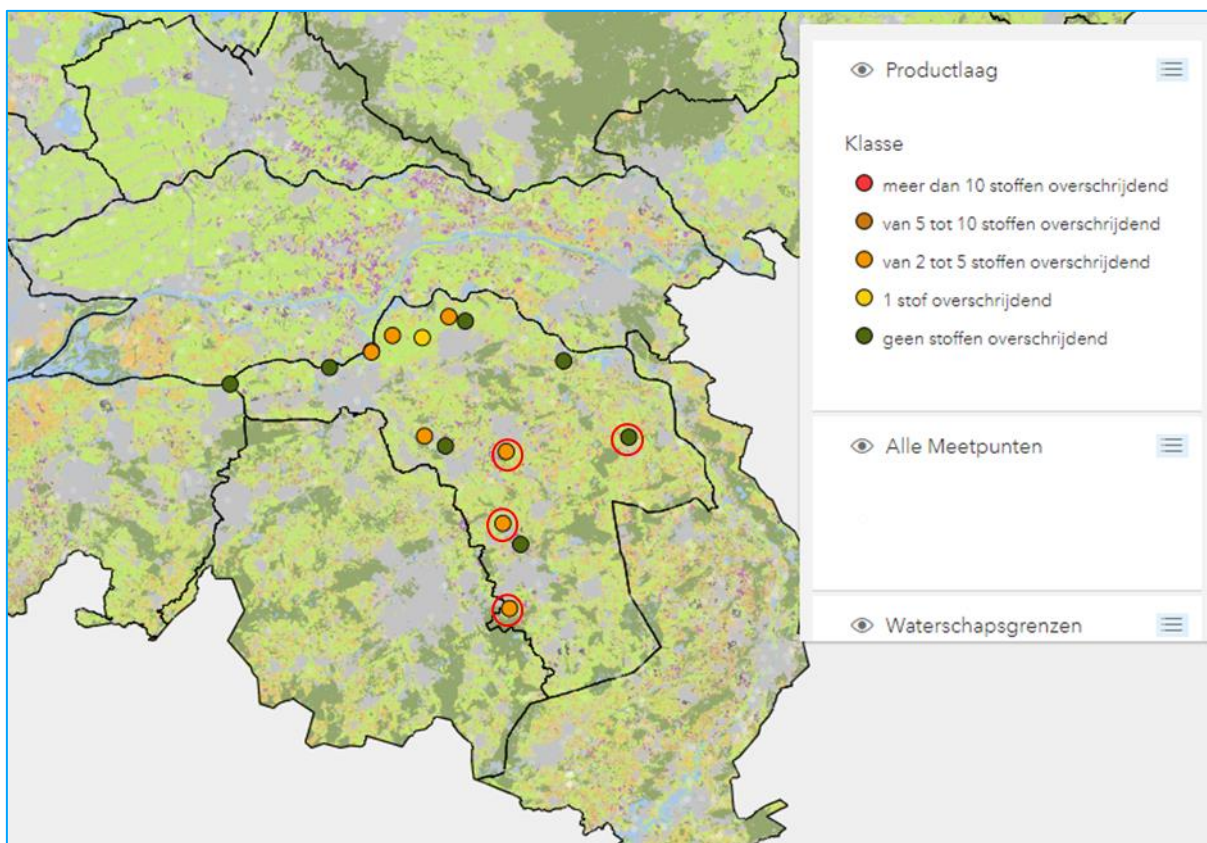 Productlaag
Klasse
meer dan 10 stoffen overschrijdend
van 5 tot 10 stoffen overschrijdend
van 2 tot 5 stoffen overschrijdend
1 stof overschrijdend
geen stoffen overschrijdend
Alle Meetpunten
Waterschapsgrenzen